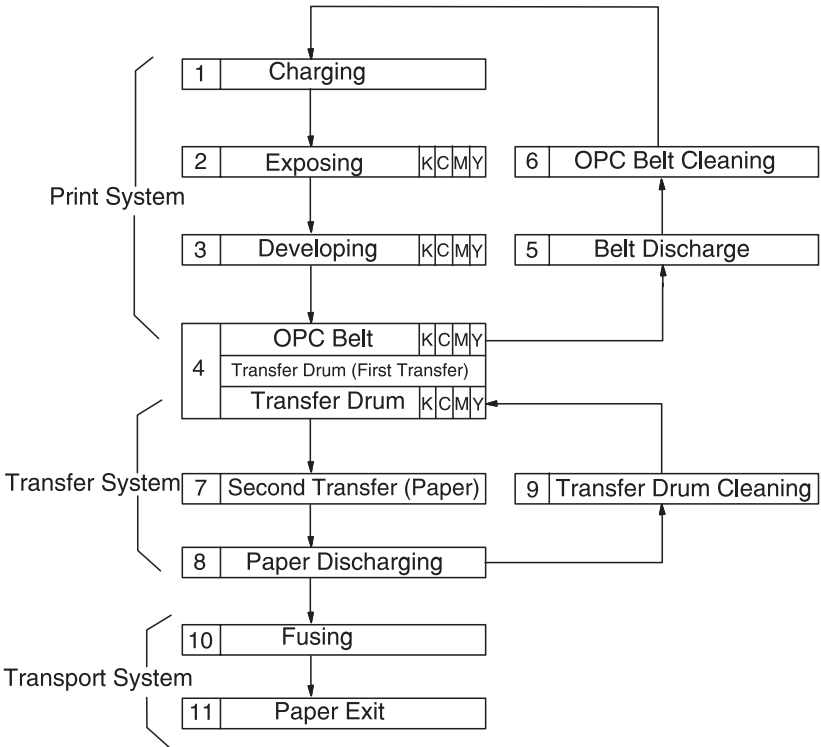 1 Charging
2 Exposing K C M Y
6 OPC Belt Cleaning
Print System
3 Developing K C M Y
5 Belt Discharge
4 OPC Belt K C M Y
Transfer Drum (First Transfer)
Transfer Drum K C M Y
Transfer System
7 Second Transfer (Paper)
9 Transfer Drum Cleaning
8 Paper Discharging
10 Fusing
Transport System
11 Paper Exit